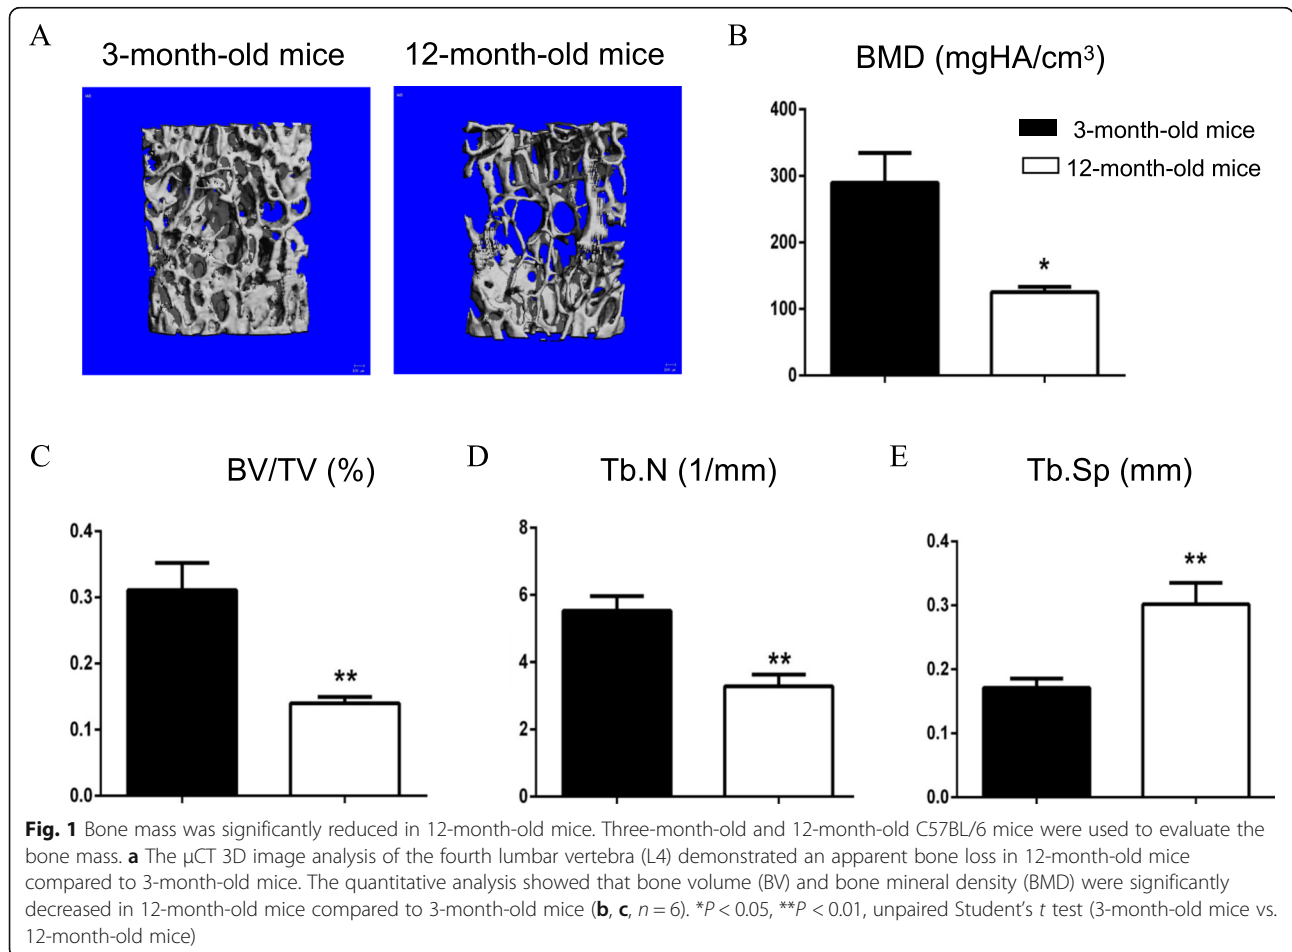 A
3-month-old mice
12-month-old mice
B
BMD (mgHA/cm³)
400
300
200
100
0
3-month-old mice
12-month-old mice
*
C
BV/TV (%)
0.4
0.3
0.2
0.1
0.0
**
D
Tb.N (1/mm)
8
6
4
2
0
**
E
Tb.Sp (mm)
0.4
0.3
0.2
0.1
0.0
**
Fig. 1 Bone mass was significantly reduced in 12-month-old mice. Three-month-old and 12-month-old C57BL/6 mice were used to evaluate the
bone mass. a The μCT 3D image analysis of the fourth lumbar vertebra (L4) demonstrated an apparent bone loss in 12-month-old mice
compared to 3-month-old mice. The quantitative analysis showed that bone volume (BV) and bone mineral density (BMD) were significantly
decreased in 12-month-old mice compared to 3-month-old mice (b, c, n = 6). *P < 0.05, **P < 0.01, unpaired Student's t test (3-month-old mice vs.
12-month-old mice)